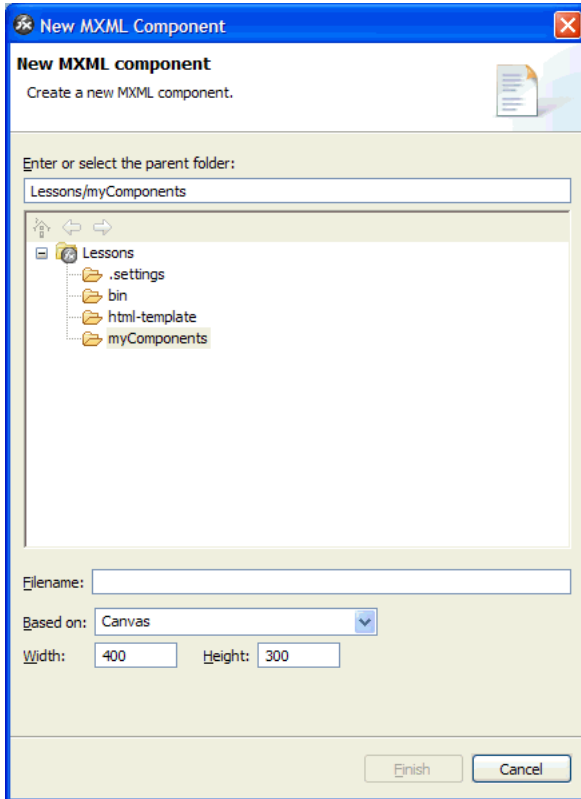 New MXML Component
New MXML component
Create a new MXML component.
Enter or select the parent folder:
Lessons/myComponents
Lessons
.settings
bin
html-template
myComponents
Filename:
Based on: Canvas
Width: 400 Height: 300
Finish Cancel